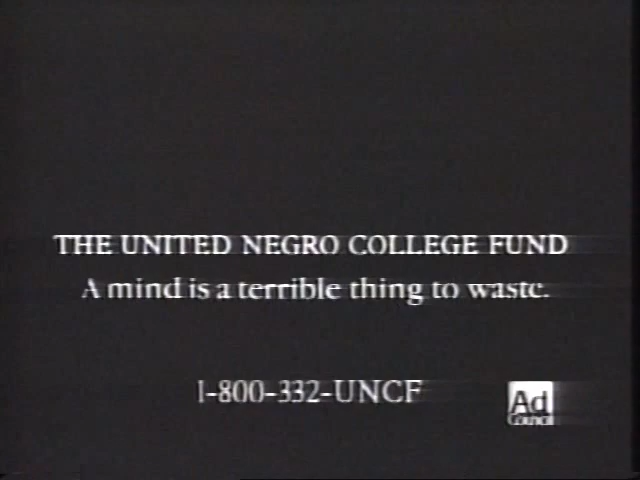 THE UNITED NEGRO COLLEGE FUND
A mind is a terrible thing to waste.
1-800-332-UNCF
Ad
Council